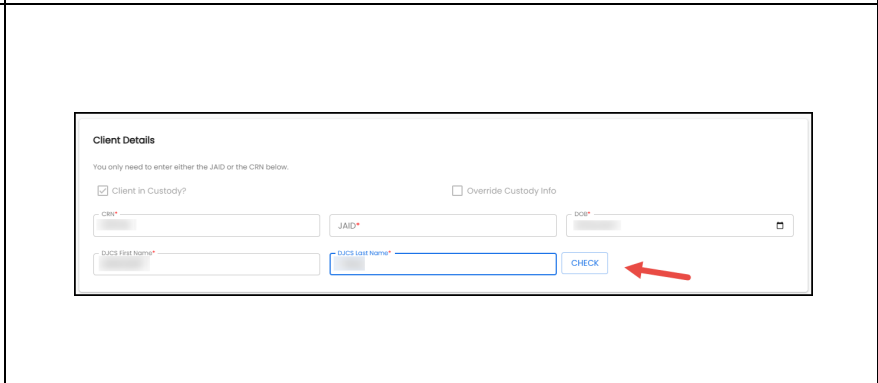 Client Details
You only need to enter either the JAID or the CRN below.
Client in Custody?
Override Custody Info
CRN*
JAID*
DOB*
DJCS First Name*
DJCS Last Name*
CHECK